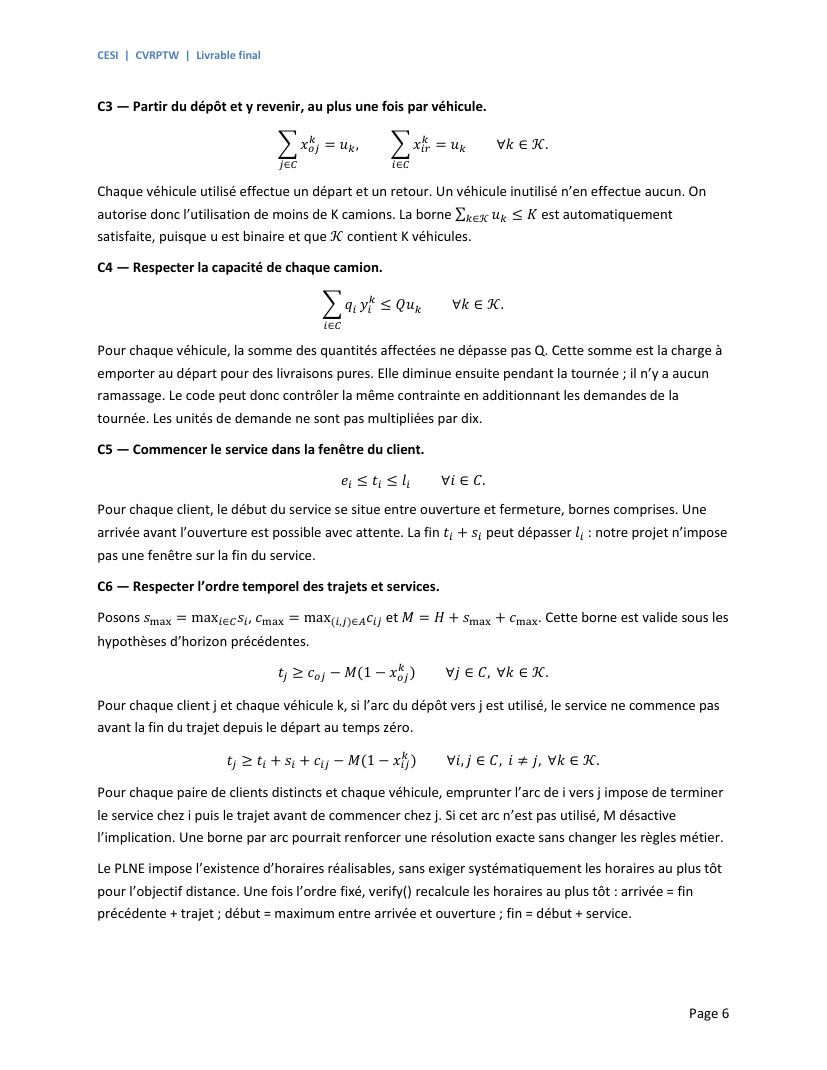 CESI | CVRPTW | Livrable final
C3 — Partir du dépôt et y revenir, au plus une fois par véhicule.
∑_{j∈C} x_{oj}^k = u_k,  ∑_{i∈C} x_{ir}^k = u_k  ∀k ∈ 𝒦.
Chaque véhicule utilisé effectue un départ et un retour. Un véhicule inutilisé n’en effectue aucun. On
autorise donc l’utilisation de moins de K camions. La borne ∑_{k∈𝒦} u_k ≤ K est automatiquement
satisfaite, puisque u est binaire et que 𝒦 contient K véhicules.
C4 — Respecter la capacité de chaque camion.
∑_{i∈C} q_i y_i^k ≤ Qu_k  ∀k ∈ 𝒦.
Pour chaque véhicule, la somme des quantités affectées ne dépasse pas Q. Cette somme est la charge à
emporter au départ pour des livraisons pures. Elle diminue ensuite pendant la tournée ; il n’y a aucun
ramassage. Le code peut donc contrôler la même contrainte en additionnant les demandes de la
tournée. Les unités de demande ne sont pas multipliées par dix.
C5 — Commencer le service dans la fenêtre du client.
e_i ≤ t_i ≤ l_i  ∀i ∈ C.
Pour chaque client, le début du service se situe entre ouverture et fermeture, bornes comprises. Une
arrivée avant l’ouverture est possible avec attente. La fin t_i + s_i peut dépasser l_i : notre projet n’impose
pas une fenêtre sur la fin du service.
C6 — Respecter l’ordre temporel des trajets et services.
Posons s_max = max_{i∈C} s_i, c_max = max_{(i,j)∈A} c_{ij} et M = H + s_max + c_max. Cette borne est valide sous les
hypothèses d’horizon précédentes.
t_j ≥ c_{oj} − M(1 − x_{oj}^k)  ∀j ∈ C, ∀k ∈ 𝒦.
Pour chaque client j et chaque véhicule k, si l’arc du dépôt vers j est utilisé, le service ne commence pas
avant la fin du trajet depuis le départ au temps zéro.
t_j ≥ t_i + s_i + c_{ij} − M(1 − x_{ij}^k)  ∀i, j ∈ C, i ≠ j, ∀k ∈ 𝒦.
Pour chaque paire de clients distincts et chaque véhicule, emprunter l’arc de i vers j impose de terminer
le service chez i puis le trajet avant de commencer chez j. Si cet arc n’est pas utilisé, M désactive
l’implication. Une borne par arc pourrait renforcer une résolution exacte sans changer les règles métier.
Le PLNE impose l’existence d’horaires réalisables, sans exiger systématiquement les horaires au plus tôt
pour l’objectif distance. Une fois l’ordre fixé, verify() recalcule les horaires au plus tôt : arrivée = fin
précédente + trajet ; début = maximum entre arrivée et ouverture ; fin = début + service.
Page 6